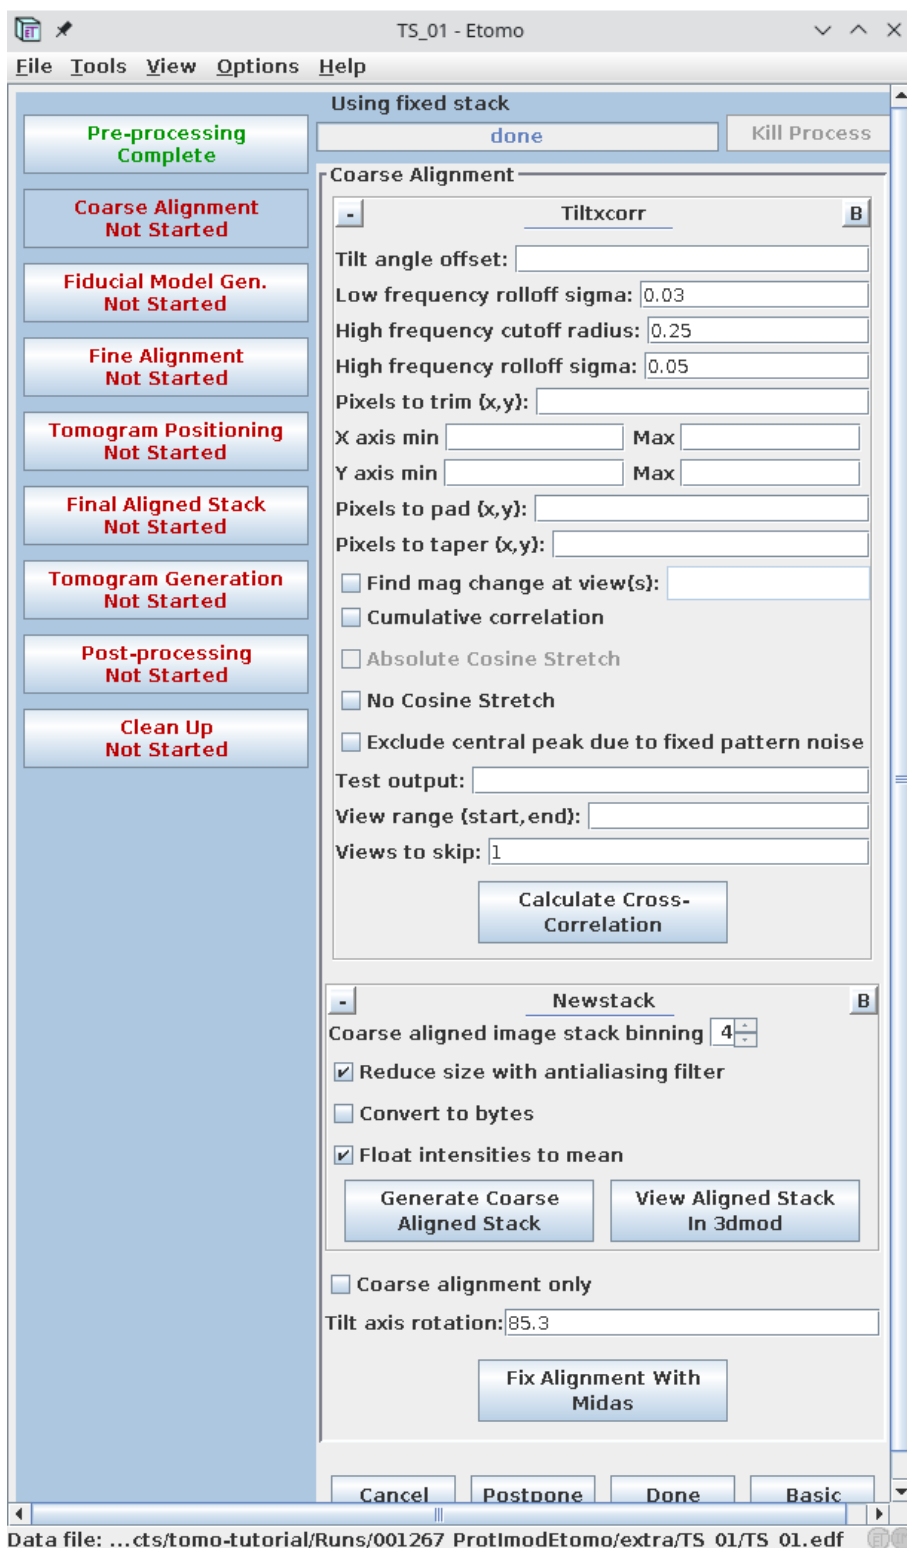 TS_01 - Etomo
File Tools View Options Help
Using fixed stack
done
Kill Process
Pre-processing
Complete
Coarse Alignment
Not Started
Fiducial Model Gen.
Not Started
Fine Alignment
Not Started
Tomogram Positioning
Not Started
Final Aligned Stack
Not Started
Tomogram Generation
Not Started
Post-processing
Not Started
Clean Up
Not Started
Coarse Alignment
- Tiltxcorr B
Tilt angle offset:
Low frequency rolloff sigma: 0.03
High frequency cutoff radius: 0.25
High frequency rolloff sigma: 0.05
Pixels to trim (x,y):
X axis min Max
Y axis min Max
Pixels to pad (x,y):
Pixels to taper (x,y):
Find mag change at view(s):
Cumulative correlation
Absolute Cosine Stretch
No Cosine Stretch
Exclude central peak due to fixed pattern noise
Test output:
View range (start,end):
Views to skip: 1
Calculate Cross-
Correlation
- Newstack B
Coarse aligned image stack binning 4
Reduce size with antialiasing filter
Convert to bytes
Float intensities to mean
Generate Coarse
Aligned Stack
View Aligned Stack
In 3dmod
Coarse alignment only
Tilt axis rotation: 85.3
Fix Alignment With
Midas
Cancel Postpone Done Basic
Data file: ...cts/tomo-tutorial/Runs/001267_ProtImodEtomo/extra/TS_01/TS_01.edf